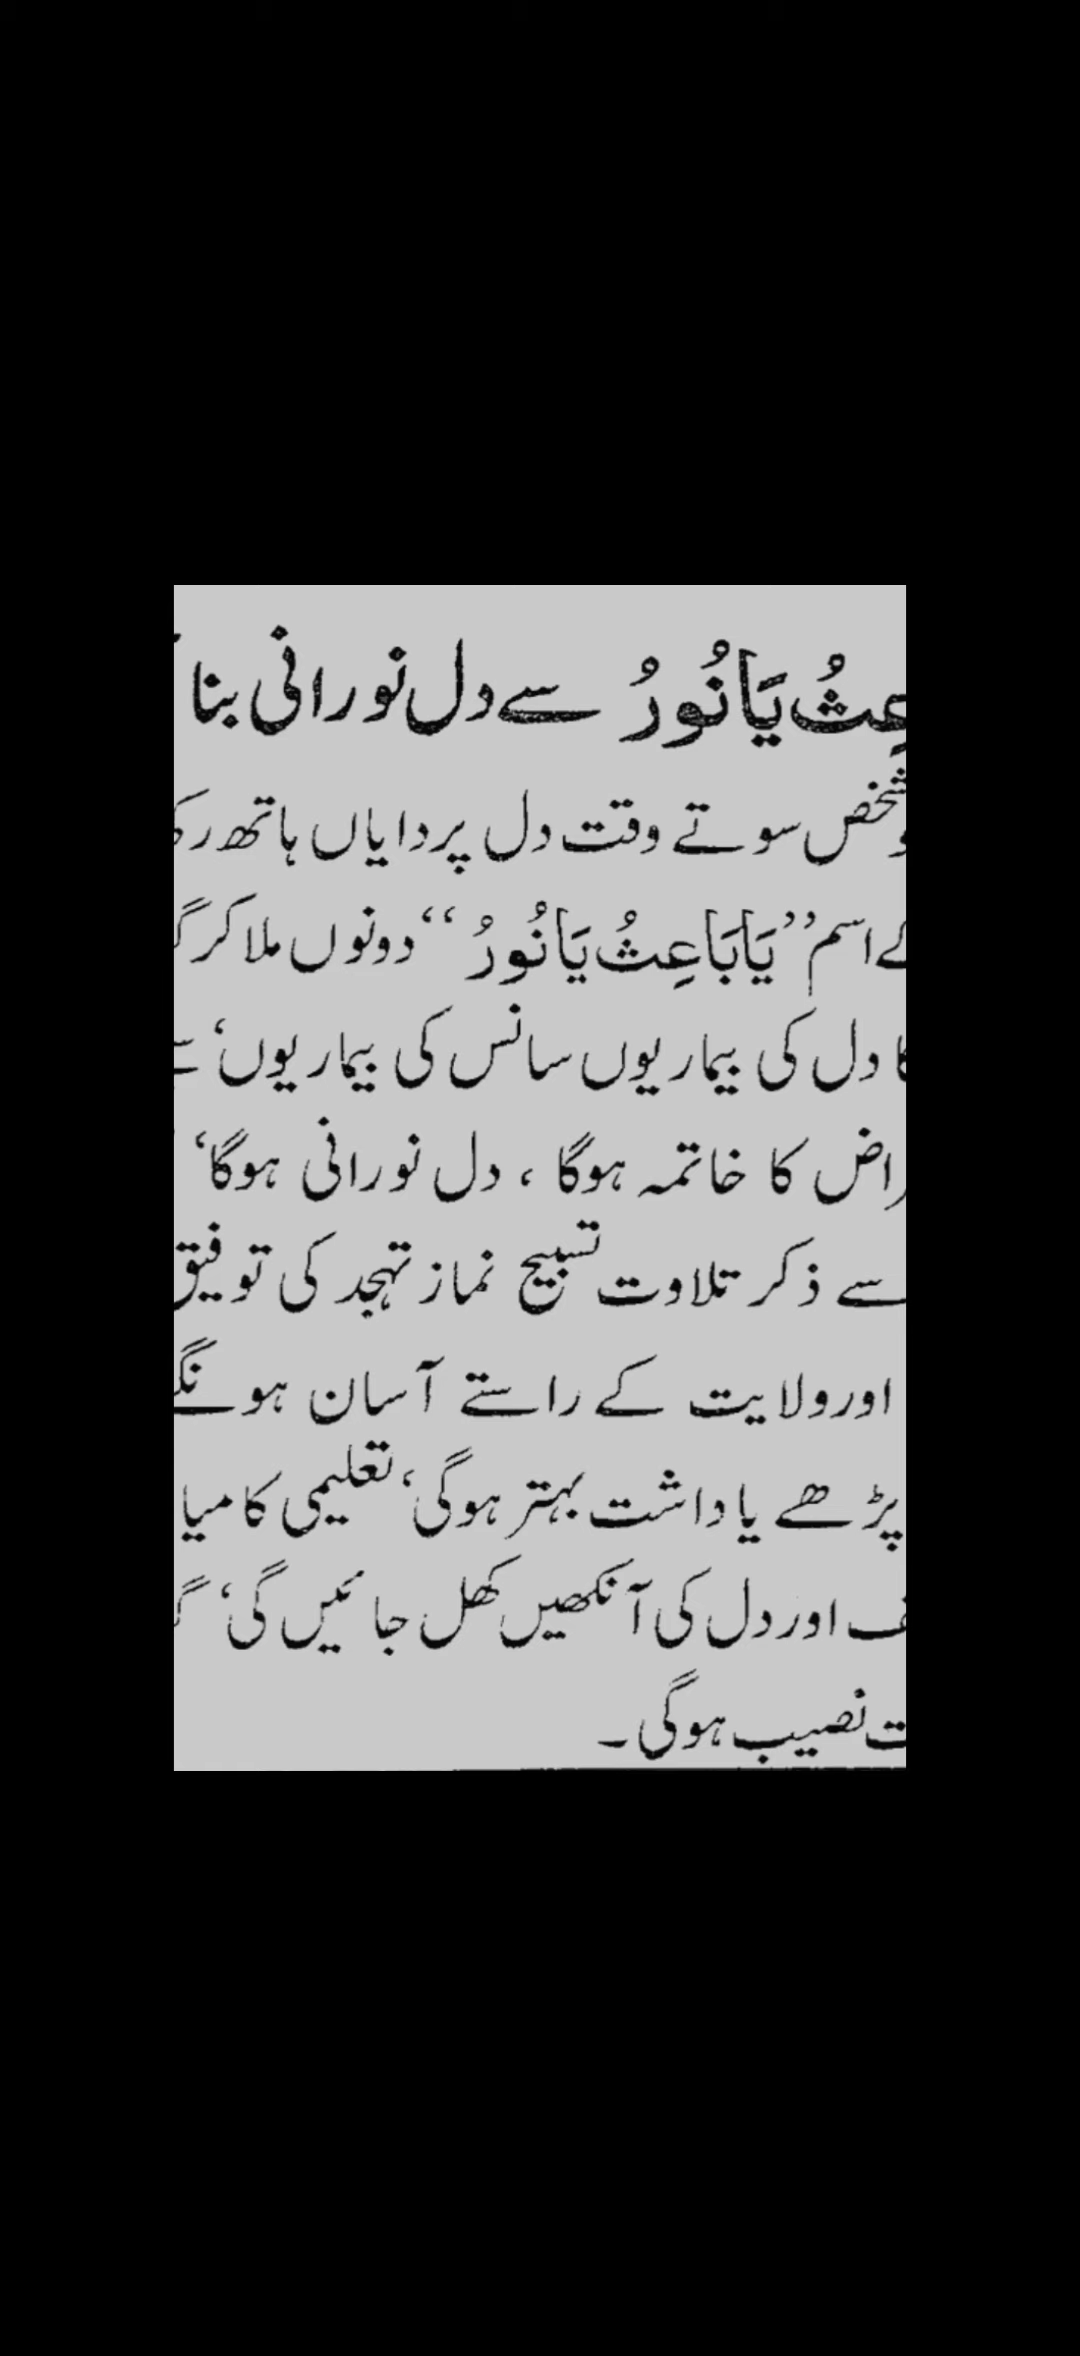 يَانُورُ سے دل نورانی بنا
شخص سوتے وقت دل پر دایاں ہاتھ
اسم ’’يَابَاعِثُ يَانُورُ‘‘ دونوں ملا کر
دل کی بیماریوں سانس کی بیماریوں‘
کا خاتمہ ہوگا ، دل نورانی ہوگا‘
سے ذکر تلاوت تسبیح نماز تہجد کی توفیق
اور ولایت کے راستے آسان ہونگے
پڑھے یاداشت بہتر ہوگی‘ تعلیمی کامیا
اور دل کی آنکھیں کھل جائیں گی‘
نصیب ہوگی۔